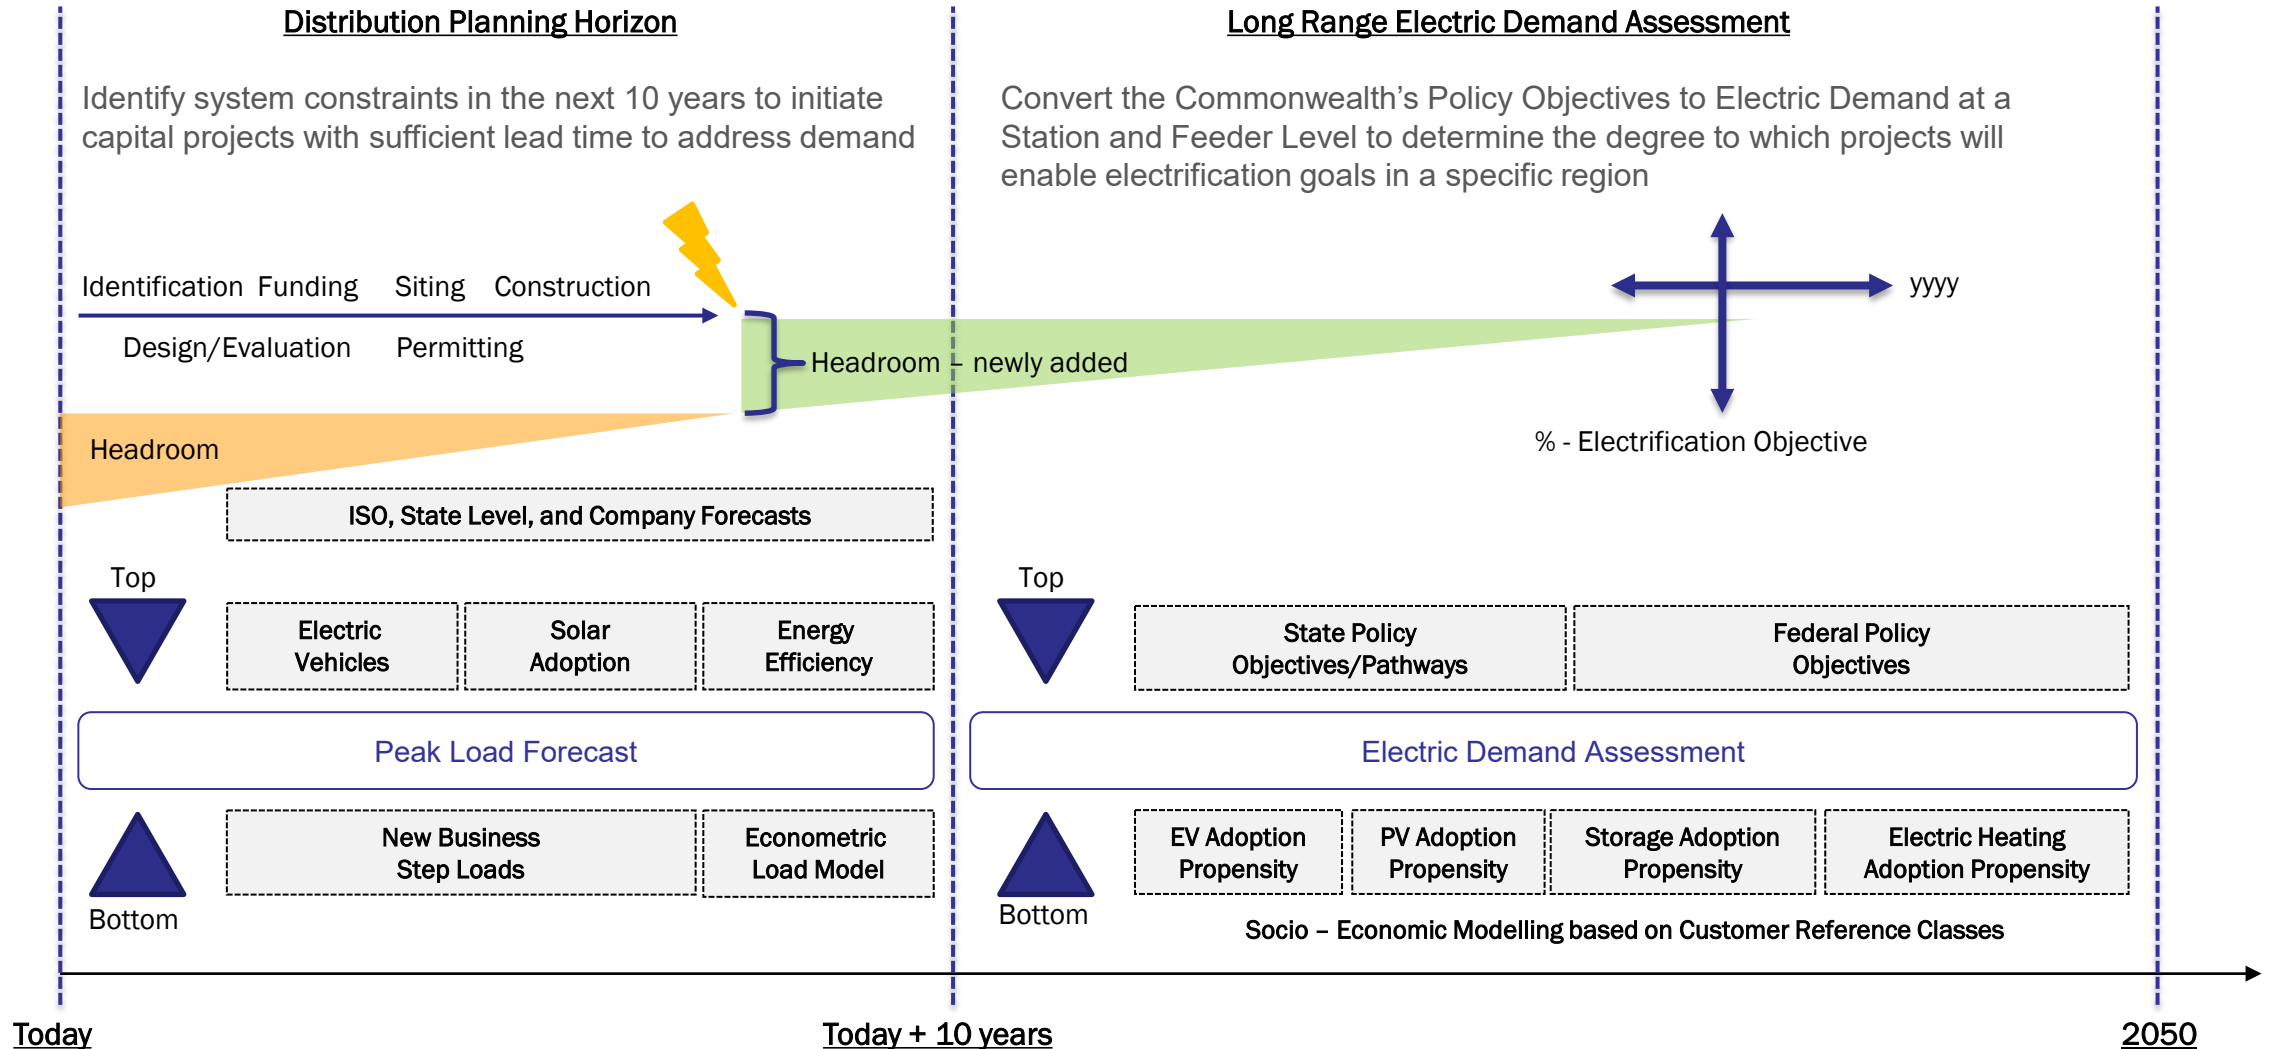 Distribution Planning Horizon
Long Range Electric Demand Assessment
Identify system constraints in the next 10 years to initiate
capital projects with sufficient lead time to address demand
Convert the Commonwealth's Policy Objectives to Electric Demand at a
Station and Feeder Level to determine the degree to which projects will
enable electrification goals in a specific region
Identification Funding Siting Construction
Design/Evaluation Permitting
yyyy
Headroom – newly added
% - Electrification Objective
Headroom
ISO, State Level, and Company Forecasts
Top
Electric
Vehicles
Solar
Adoption
Energy
Efficiency
Peak Load Forecast
New Business
Step Loads
Econometric
Load Model
Bottom
Top
State Policy
Objectives/Pathways
Federal Policy
Objectives
Electric Demand Assessment
EV Adoption
Propensity
PV Adoption
Propensity
Storage Adoption
Propensity
Electric Heating
Adoption Propensity
Bottom
Socio – Economic Modelling based on Customer Reference Classes
Today
Today + 10 years
2050